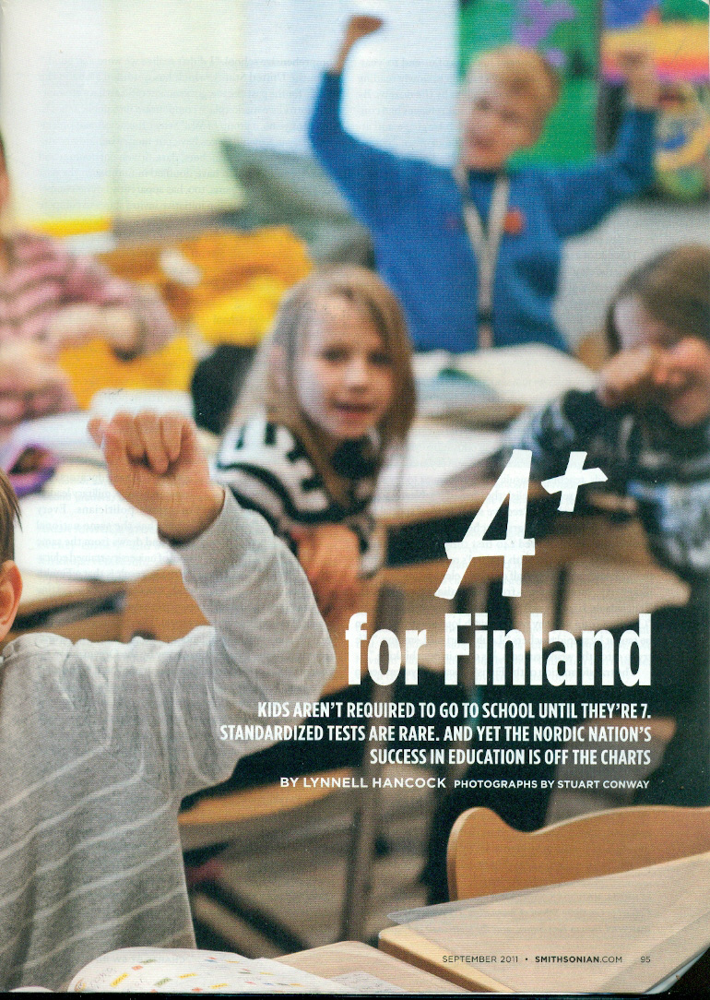 A+
for Finland
KIDS AREN'T REQUIRED TO GO TO SCHOOL UNTIL THEY'RE 7.
STANDARDIZED TESTS ARE RARE. AND YET THE NORDIC NATION'S
SUCCESS IN EDUCATION IS OFF THE CHARTS
BY LYNNELL HANCOCK PHOTOGRAPHS BY STUART CONWAY
SEPTEMBER 2011 • SMITHSONIAN.COM 95